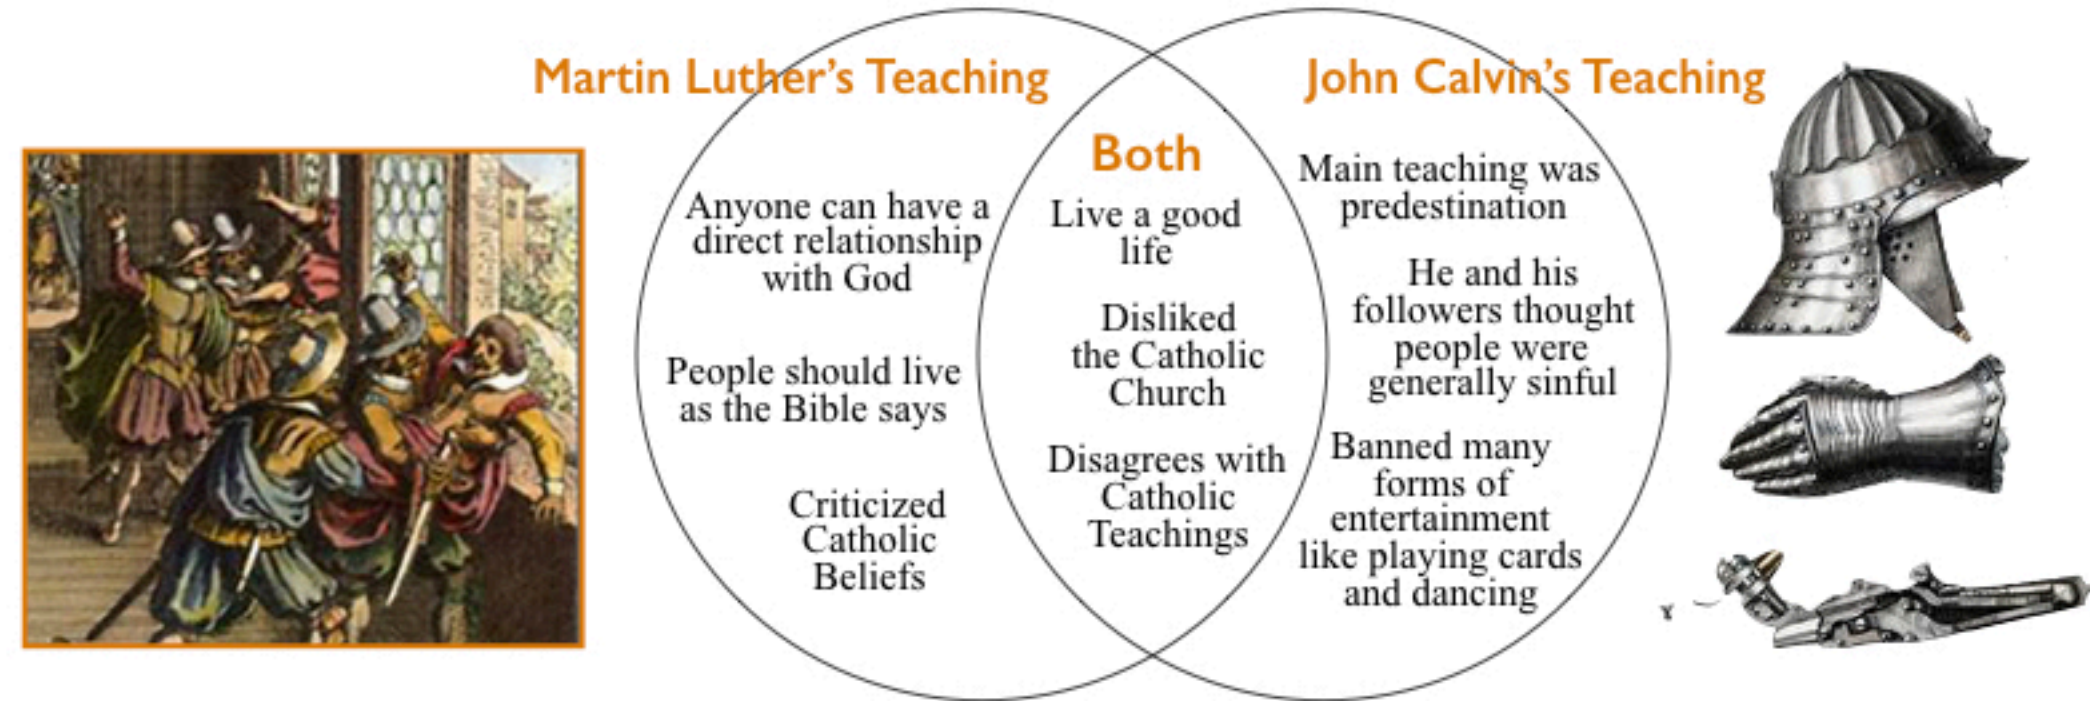 Martin Luther's Teaching
Anyone can have a
direct relationship
with God
People should live
as the Bible says
Criticized
Catholic
Beliefs
Both
Live a good
life
Disliked
the Catholic
Church
Disagrees with
Catholic
Teachings
John Calvin's Teaching
Main teaching was
predestination
He and his
followers thought
people were
generally sinful
Banned many
forms of
entertainment
like playing cards
and dancing